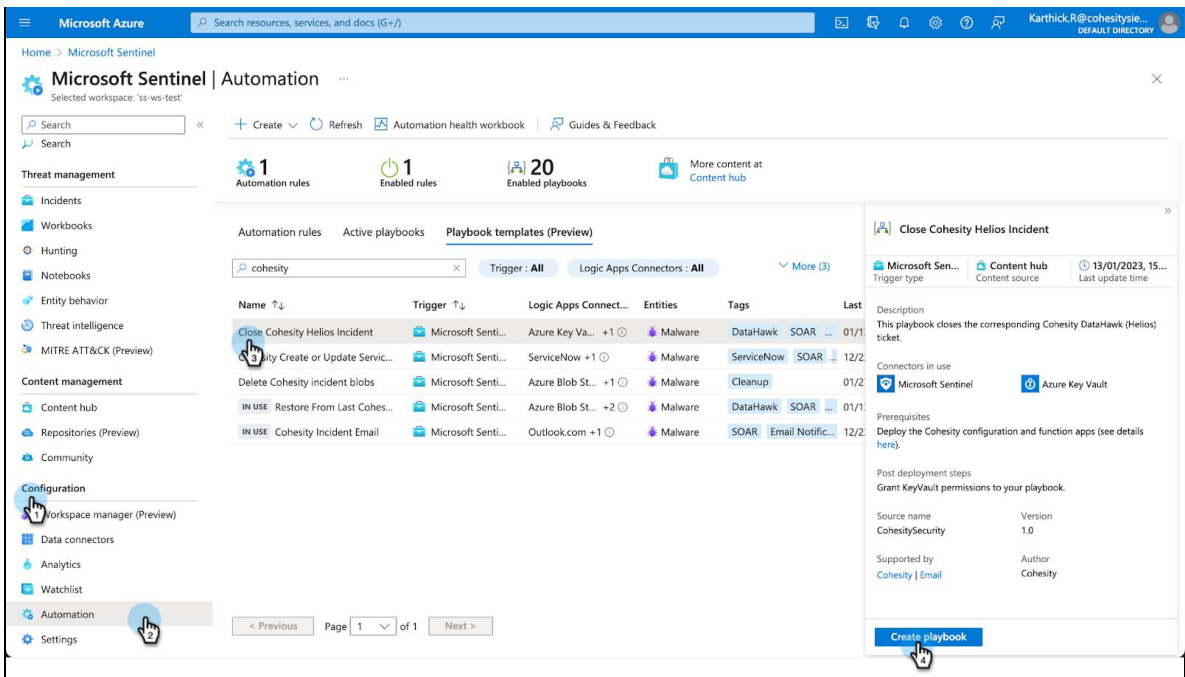 Microsoft Azure
Search resources, services, and docs (G+/)
Karthick.R@cohesitysie...
DEFAULT DIRECTORY
Home > Microsoft Sentinel
Microsoft Sentinel | Automation ...
Selected workspace: 'ss-ws-test'
Search
Search
Threat management
Incidents
Workbooks
Hunting
Notebooks
Entity behavior
Threat intelligence
MITRE ATT&CK (Preview)
Content management
Content hub
Repositories (Preview)
Community
Configuration
1
Workspace manager (Preview)
Data connectors
Analytics
Watchlist
Automation
2
Settings
Create Refresh Automation health workbook Guides & Feedback
1
Automation rules
1
Enabled rules
20
Enabled playbooks
More content at
Content hub
Automation rules Active playbooks Playbook templates (Preview)
cohesity Trigger : All Logic Apps Connectors : All More (3)
Name Trigger Logic Apps Connect... Entities Tags Last
Close Cohesity Helios Incident Microsoft Senti... Azure Key Va... +1 Malware DataHawk SOAR ... 01/1
3
sity Create or Update Servic... Microsoft Senti... ServiceNow +1 Malware ServiceNow SOAR ... 12/2
Delete Cohesity incident blobs Microsoft Senti... Azure Blob St... +1 Malware Cleanup 01/2
IN USE Restore From Last Cohes... Microsoft Senti... Azure Blob St... +2 Malware DataHawk SOAR ... 01/1
IN USE Cohesity Incident Email Microsoft Senti... Outlook.com +1 Malware SOAR Email Notific... 12/2
< Previous Page 1 of 1 Next >
Close Cohesity Helios Incident
Microsoft Sen... Content hub 13/01/2023, 15...
Trigger type Content source Last update time
Description
This playbook closes the corresponding Cohesity DataHawk (Helios)
ticket.
Connectors in use
Microsoft Sentinel Azure Key Vault
Prerequisites
Deploy the Cohesity configuration and function apps (see details
here).
Post deployment steps
Grant KeyVault permissions to your playbook.
Source name Version
CohesitySecurity 1.0
Supported by Author
Cohesity | Email Cohesity
Create playbook
4